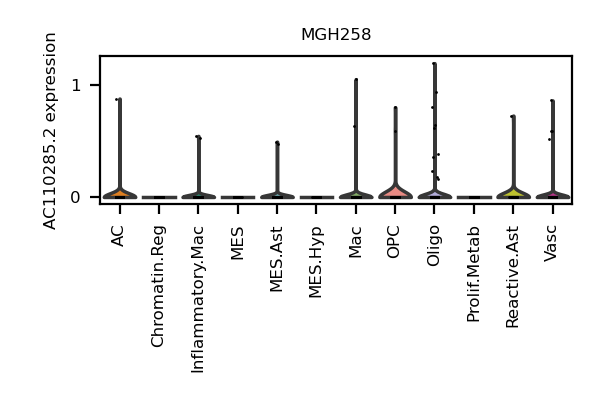 MGH258
AC110285.2 expression
1
0
AC
Chromatin.Reg
Inflammatory.Mac
MES
MES.Ast
MES.Hyp
Mac
OPC
Oligo
Prolif.Metab
Reactive.Ast
Vasc